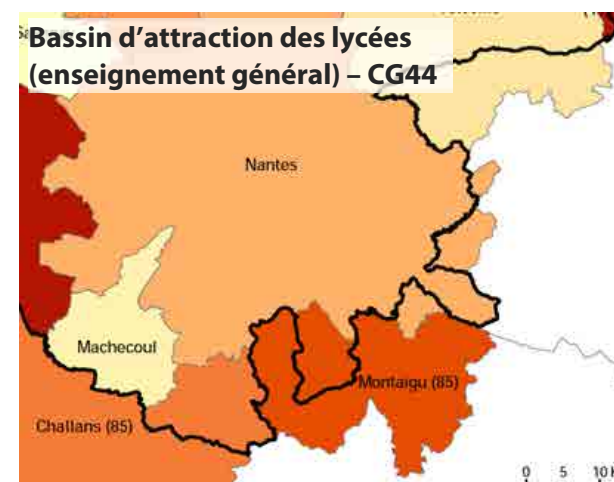 Bassin d’attraction des lycées
(enseignement général) – CG44
Nantes
Machecoul
Montaigu (85)
Challans (85)
0 5 10